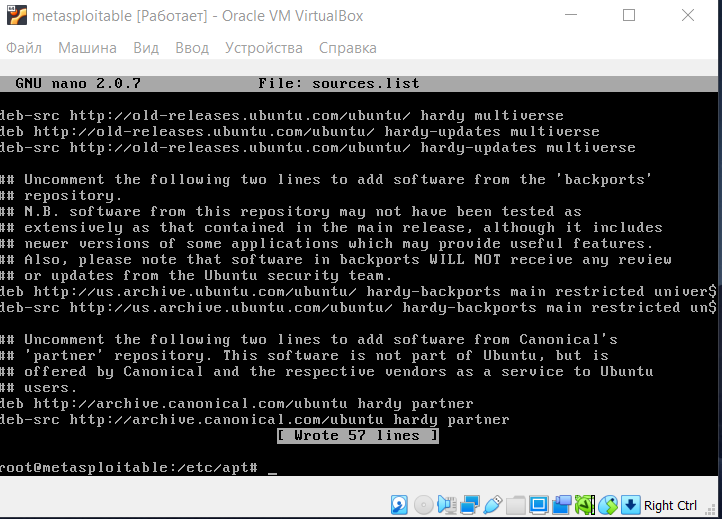 metasploitable [Работает] - Oracle VM VirtualBox
Файл Машина Вид Ввод Устройства Справка
GNU nano 2.0.7 File: sources.list
deb-src http://old-releases.ubuntu.com/ubuntu/ hardy multiverse
deb http://old-releases.ubuntu.com/ubuntu/ hardy-updates multiverse
deb-src http://old-releases.ubuntu.com/ubuntu/ hardy-updates multiverse
## Uncomment the following two lines to add software from the 'backports'
## repository.
## N.B. software from this repository may not have been tested as
## extensively as that contained in the main release, although it includes
## newer versions of some applications which may provide useful features.
## Also, please note that software in backports WILL NOT receive any review
## or updates from the Ubuntu security team.
deb http://us.archive.ubuntu.com/ubuntu/ hardy-backports main restricted univer$
deb-src http://us.archive.ubuntu.com/ubuntu/ hardy-backports main restricted un$
## Uncomment the following two lines to add software from Canonical's
## 'partner' repository. This software is not part of Ubuntu, but is
## offered by Canonical and the respective vendors as a service to Ubuntu
## users.
deb http://archive.canonical.com/ubuntu hardy partner
deb-src http://archive.canonical.com/ubuntu hardy partner
[ Wrote 57 lines ]
root@metasploitable:/etc/apt# _
Right Ctrl